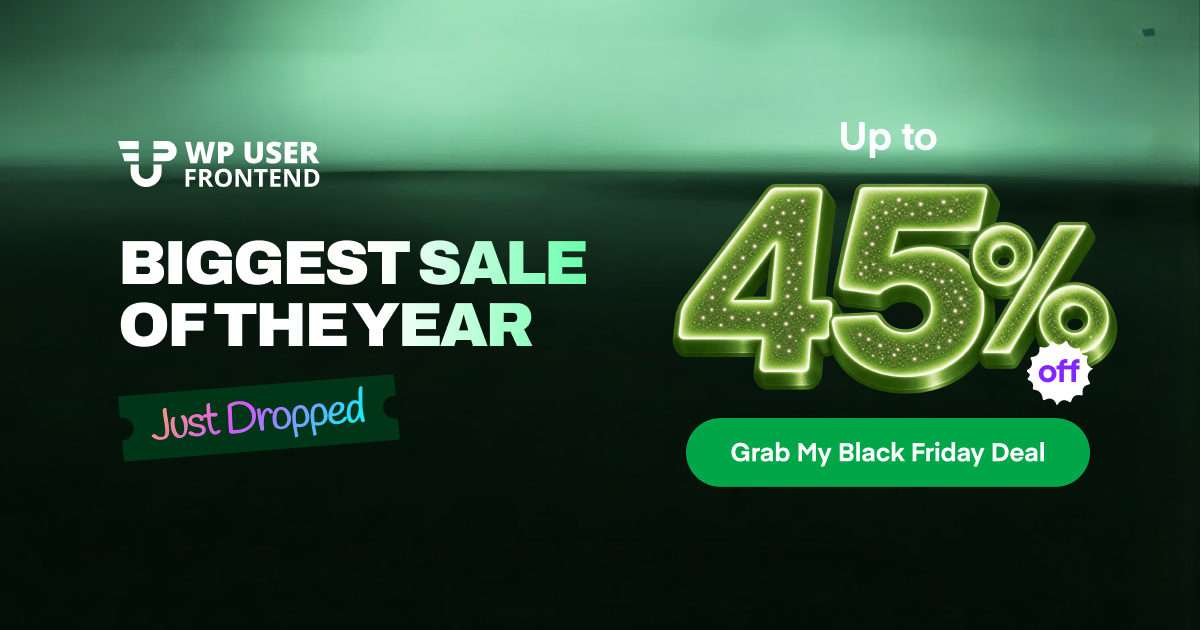 WP USER
FRONTEND
BIGGEST SALE
OF THE YEAR
Just Dropped
Up to
45%
off
Grab My Black Friday Deal